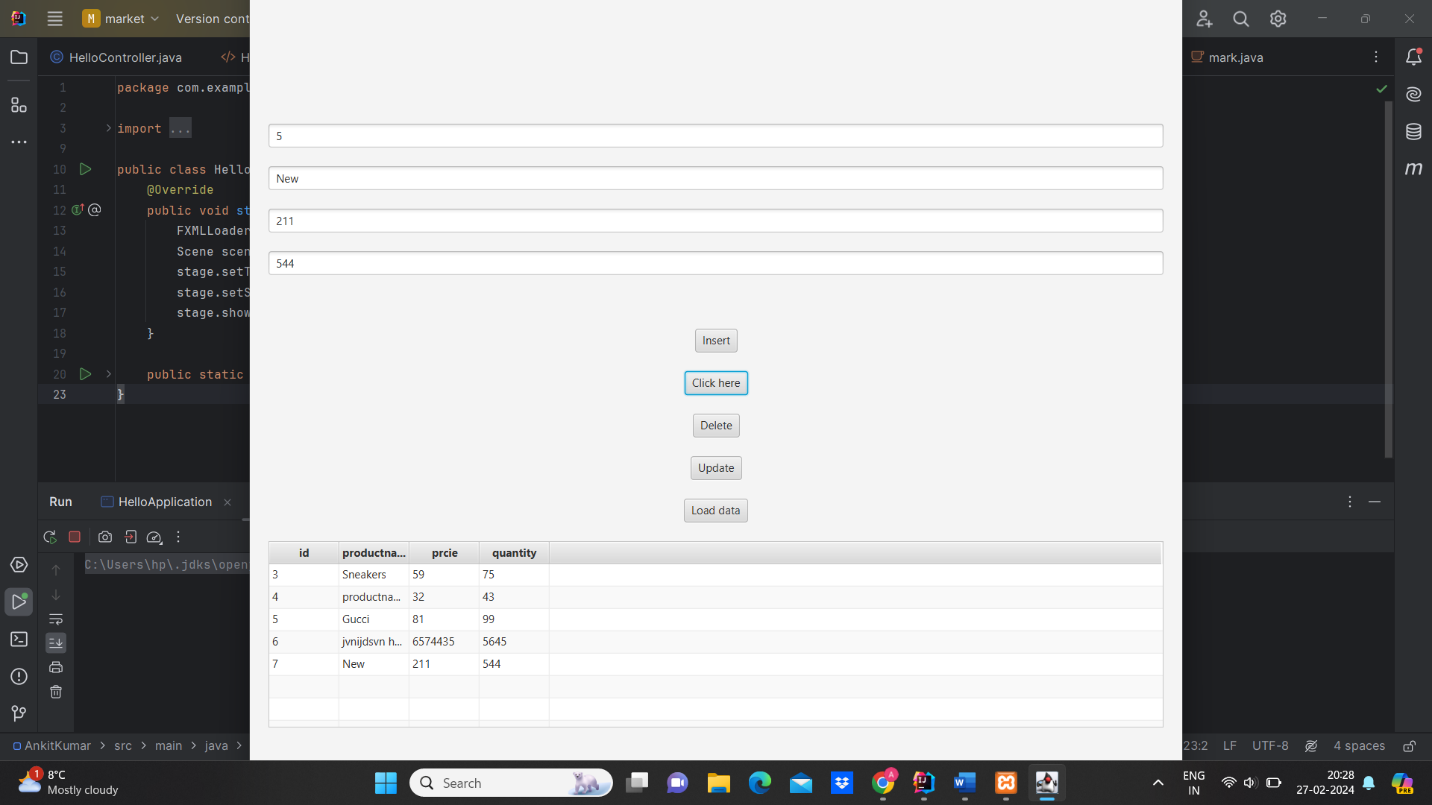 M market Version cont
HelloController.java H mark.java
1 package com.exampl
2
3 import ...
9
10 public class Hello
11 @Override
12 public void st
13 FXMLLoader
14 Scene scen
15 stage.setT
16 stage.setS
17 stage.show
18 }
19
20 public static
23 }
5
New
211
544
Insert
Click here
Delete
Update
Load data
id productna... prcie quantity
3 Sneakers 59 75
4 productna... 32 43
5 Gucci 81 99
6 jvnijdsvn h... 6574435 5645
7 New 211 544
Run HelloApplication
C:\Users\hp\.jdks\open
AnkitKumar > src > main > java > 23:2 LF UTF-8 4 spaces
1 8°C
Mostly cloudy
Search
A
W
PRE
ENG
IN
20:28
27-02-2024